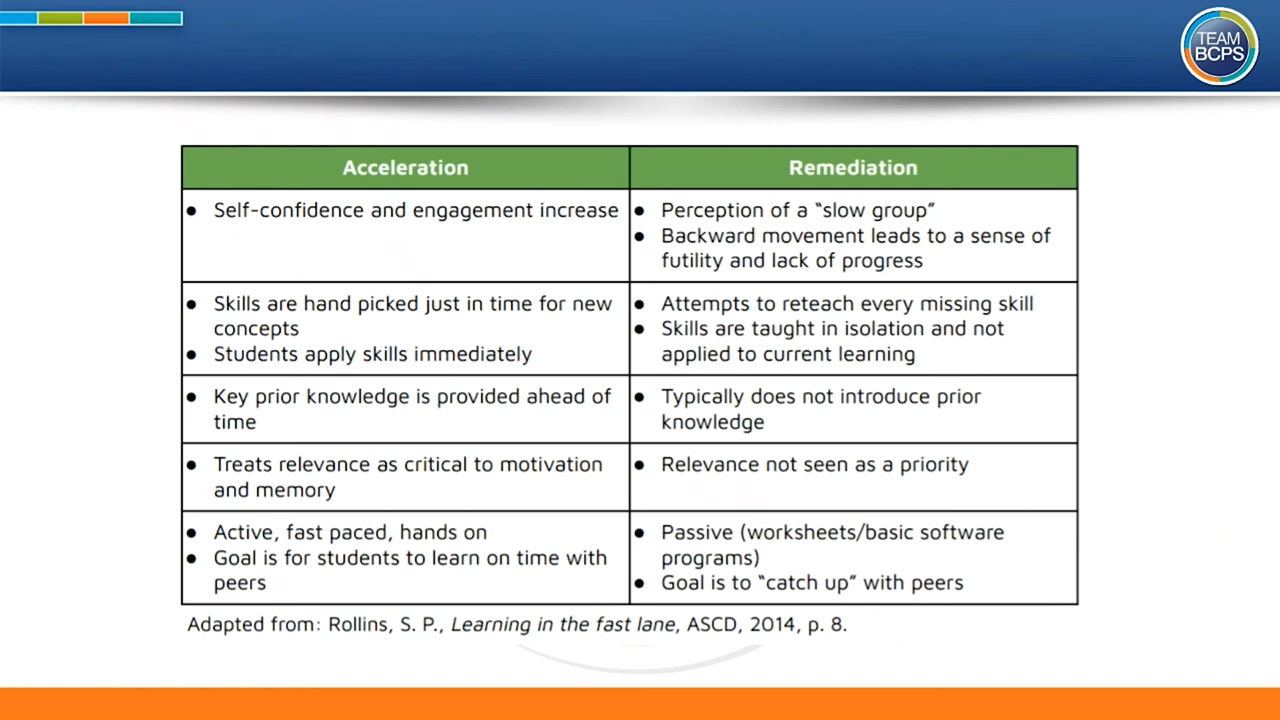 TEAM
BCPS
Acceleration
Remediation
● Self-confidence and engagement increase
● Perception of a “slow group”
● Backward movement leads to a sense of
futility and lack of progress
● Skills are hand picked just in time for new
concepts
● Students apply skills immediately
● Attempts to reteach every missing skill
● Skills are taught in isolation and not
applied to current learning
● Key prior knowledge is provided ahead of
time
● Typically does not introduce prior
knowledge
● Treats relevance as critical to motivation
and memory
● Relevance not seen as a priority
● Active, fast paced, hands on
● Goal is for students to learn on time with
peers
● Passive (worksheets/basic software
programs)
● Goal is to “catch up” with peers
Adapted from: Rollins, S. P., Learning in the fast lane, ASCD, 2014, p. 8.